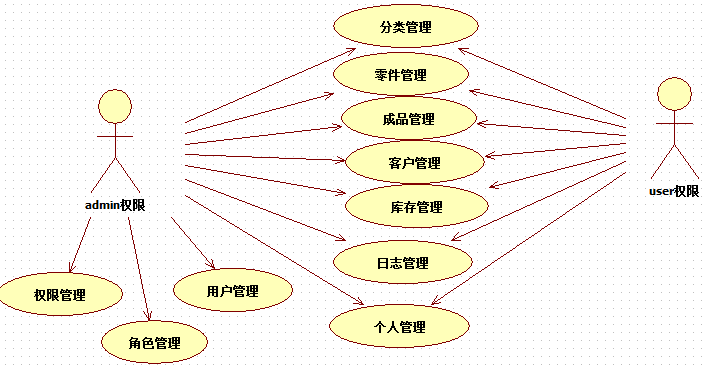 分类管理
零件管理
成品管理
客户管理
库存管理
日志管理
个人管理
admin权限
user权限
权限管理
用户管理
角色管理